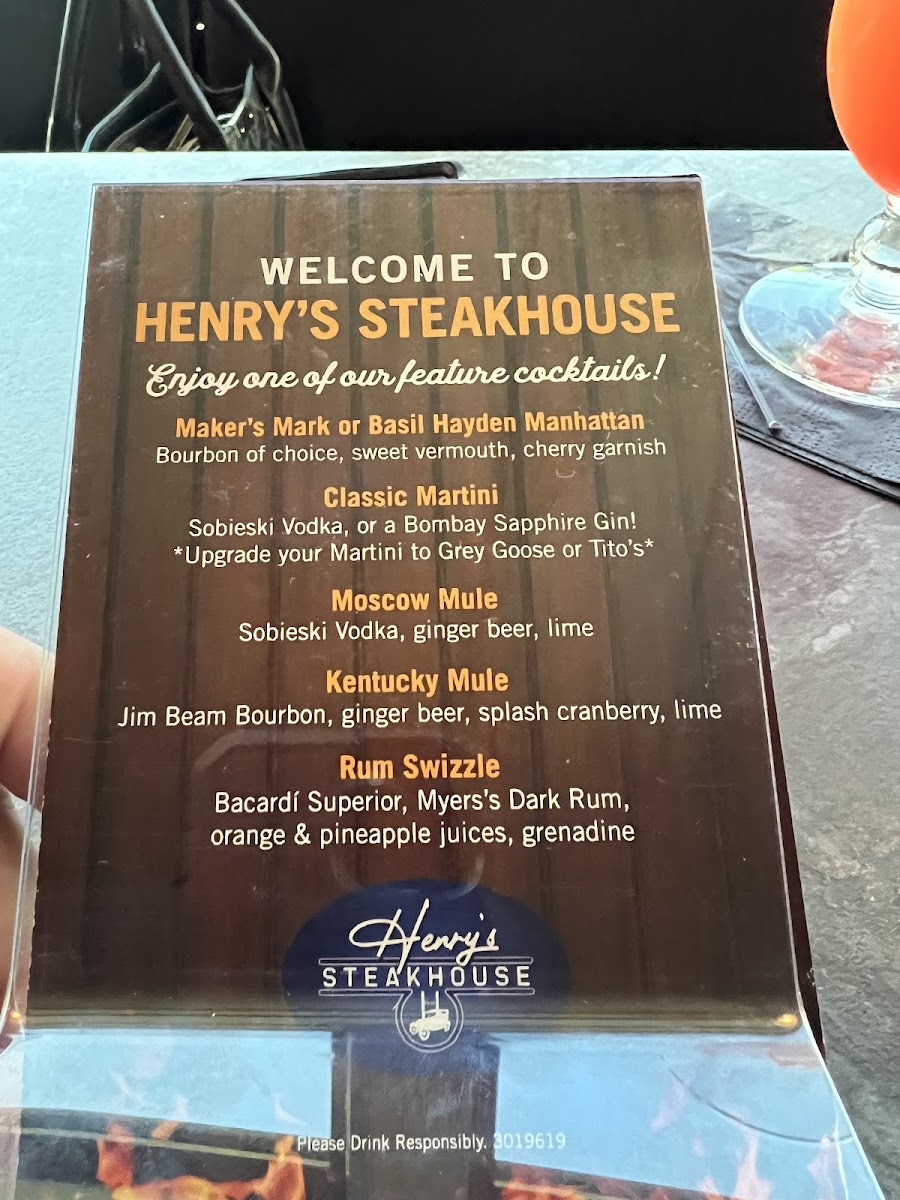 WELCOME TO
HENRY'S STEAKHOUSE
Enjoy one of our feature cocktails!
Maker's Mark or Basil Hayden Manhattan
Bourbon of choice, sweet vermouth, cherry garnish
Classic Martini
Sobieski Vodka, or a Bombay Sapphire Gin!
*Upgrade your Martini to Grey Goose or Tito's*
Moscow Mule
Sobieski Vodka, ginger beer, lime
Kentucky Mule
Jim Beam Bourbon, ginger beer, splash cranberry, lime
Rum Swizzle
Bacardí Superior, Myers's Dark Rum,
orange & pineapple juices, grenadine
Henry's
STEAKHOUSE
Please Drink Responsibly. 3019619